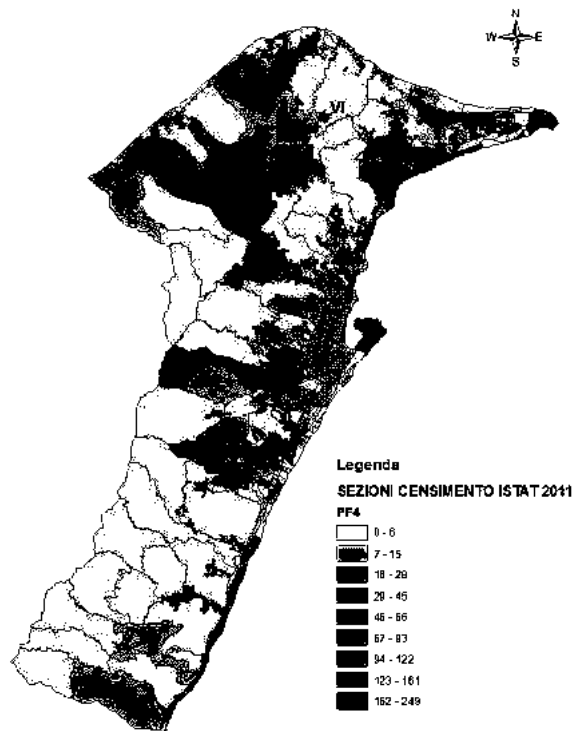 N
W E
S
VI
Legenda
SEZIONI CENSIMENTO ISTAT 2011
PF4
0 - 6
7 - 15
16 - 28
29 - 45
46 - 66
67 - 93
94 - 122
123 - 161
162 - 249